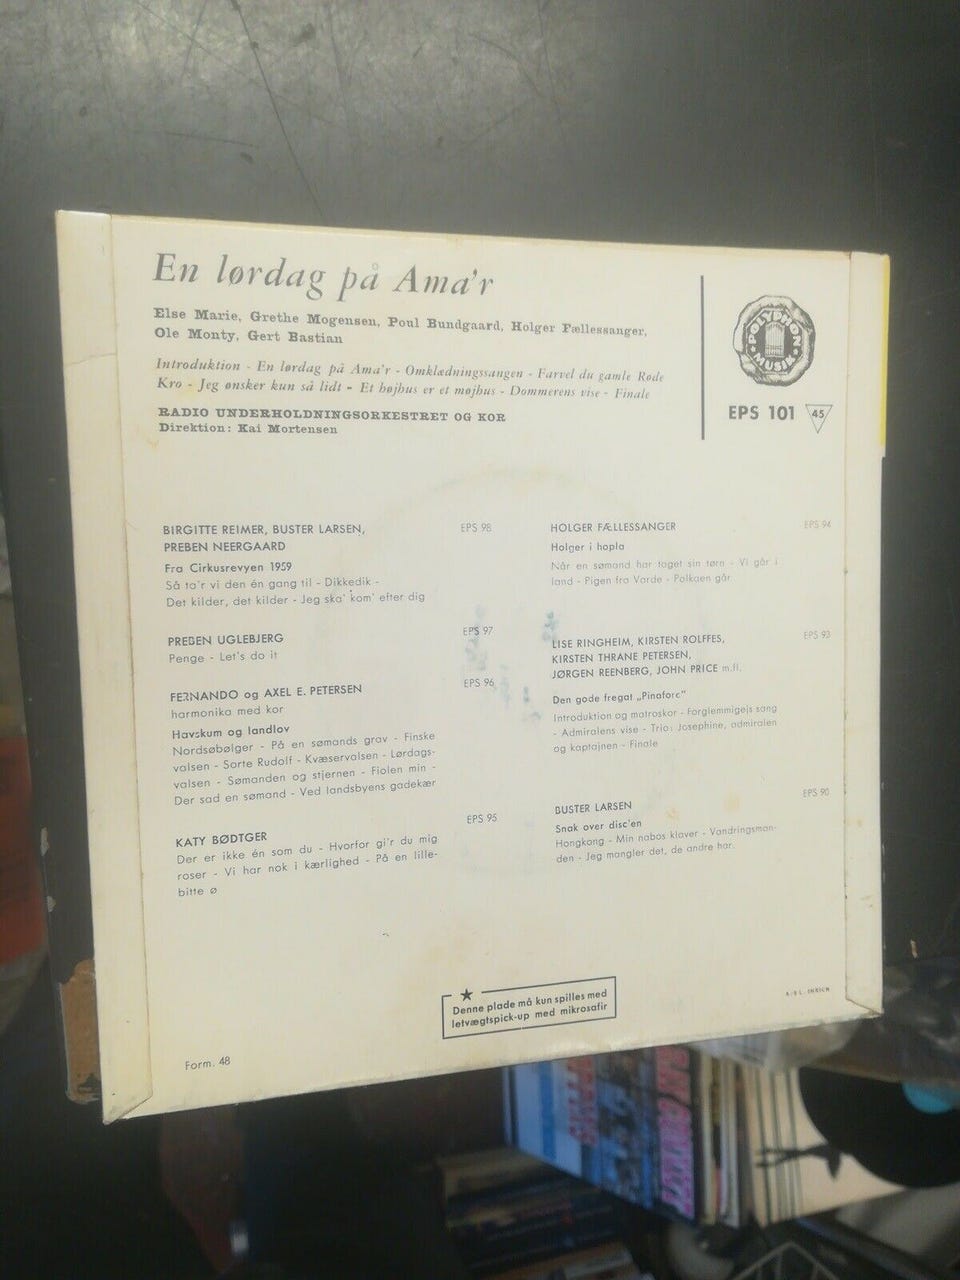 En lørdag på Ama'r
Else Marie, Grethe Mogensen, Poul Bundgaard, Holger Fællessanger,
Ole Monty, Gert Bastian
Introduktion - En lørdag på Ama'r - Omklædningssangen - Farvel du gamle Røde
Kro - Jeg ønsker kun så lidt - Et højhus er et møjhus - Dommerens vise - Finale
RADIO UNDERHOLDNINGSORKESTRET OG KOR
Direktion: Kai Mortensen
POLYPHON
MUSIK
EPS 101 45
BIRGITTE REIMER, BUSTER LARSEN, EPS 98
PREBEN NEERGAARD
Fra Cirkusrevyen 1959
Så ta'r vi den én gang til - Dikkedik -
Det kilder, det kilder - Jeg ska' kom' efter dig
PREBEN UGLEBJERG EPS 97
Penge - Let's do it
FERNANDO og AXEL E. PETERSEN EPS 96
harmonika med kor
Havskum og landlov
Nordsøbølger - På en sømands grav - Finske
valsen - Sorte Rudolf - Kvæservalsen - Lørdags-
valsen - Sømanden og stjernen - Fiolen min -
Der sad en sømand - Ved landsbyens gadekær
KATY BØDTGER EPS 95
Der er ikke én som du - Hvorfor gi'r du mig
roser - Vi har nok i kærlighed - På en lille-
bitte ø
HOLGER FÆLLESSANGER EPS 94
Holger i hopla
Når en sømand har taget sin tørn - Vi går i
land - Pigen fra Varde - Polkaen går
LISE RINGHEIM, KIRSTEN ROLFFES, EPS 93
KIRSTEN THRANE PETERSEN,
JØRGEN REENBERG, JOHN PRICE m.fl.
Den gode fregat „Pinafore"
Introduktion og matroskor - Forglemmigejs sang
- Admiralens vise - Trio: Josephine, admiralen
og kaptajnen - Finale
BUSTER LARSEN EPS 90
Snak over disc'en
Hongkong - Min nabos klaver - Vandringsman-
den - Jeg mangler det, de andre har.
Denne plade må kun spilles med
letvægtspick-up med mikrosafir
Form. 48